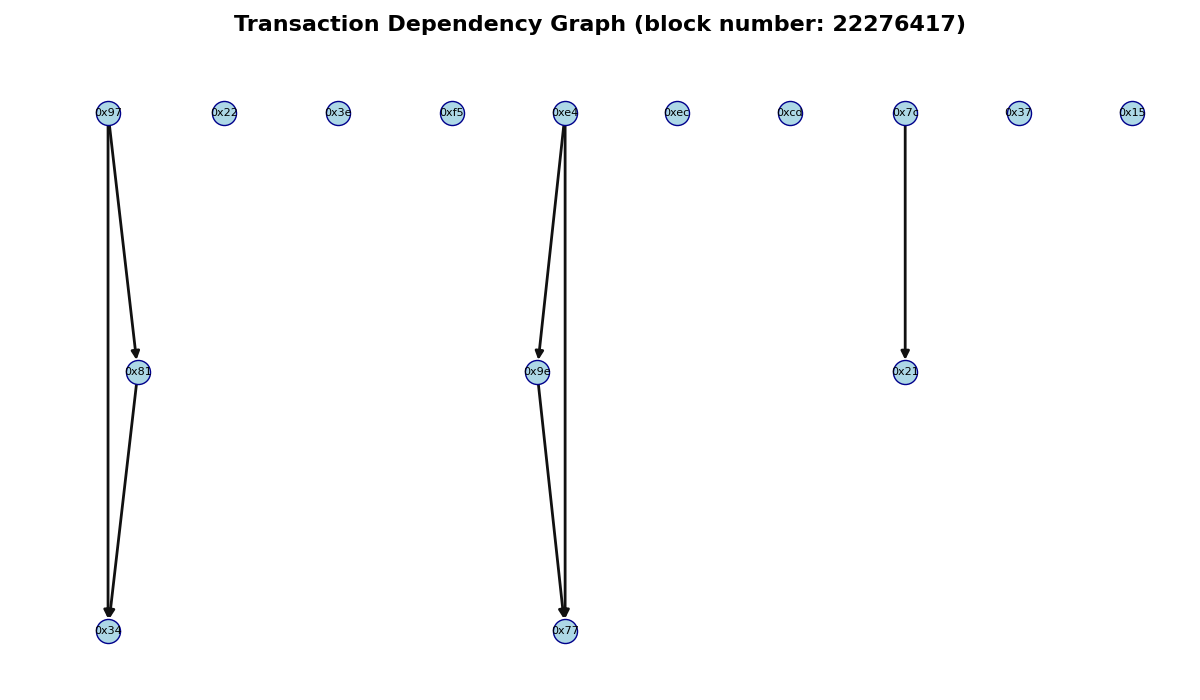 Transaction Dependency Graph (block number: 22276417)
0x97 0x22 0x3e 0xf5 0xe4 0xec 0xca 0x7c 0x37 0x15
0x81 0x9e 0x21
0x34 0x77